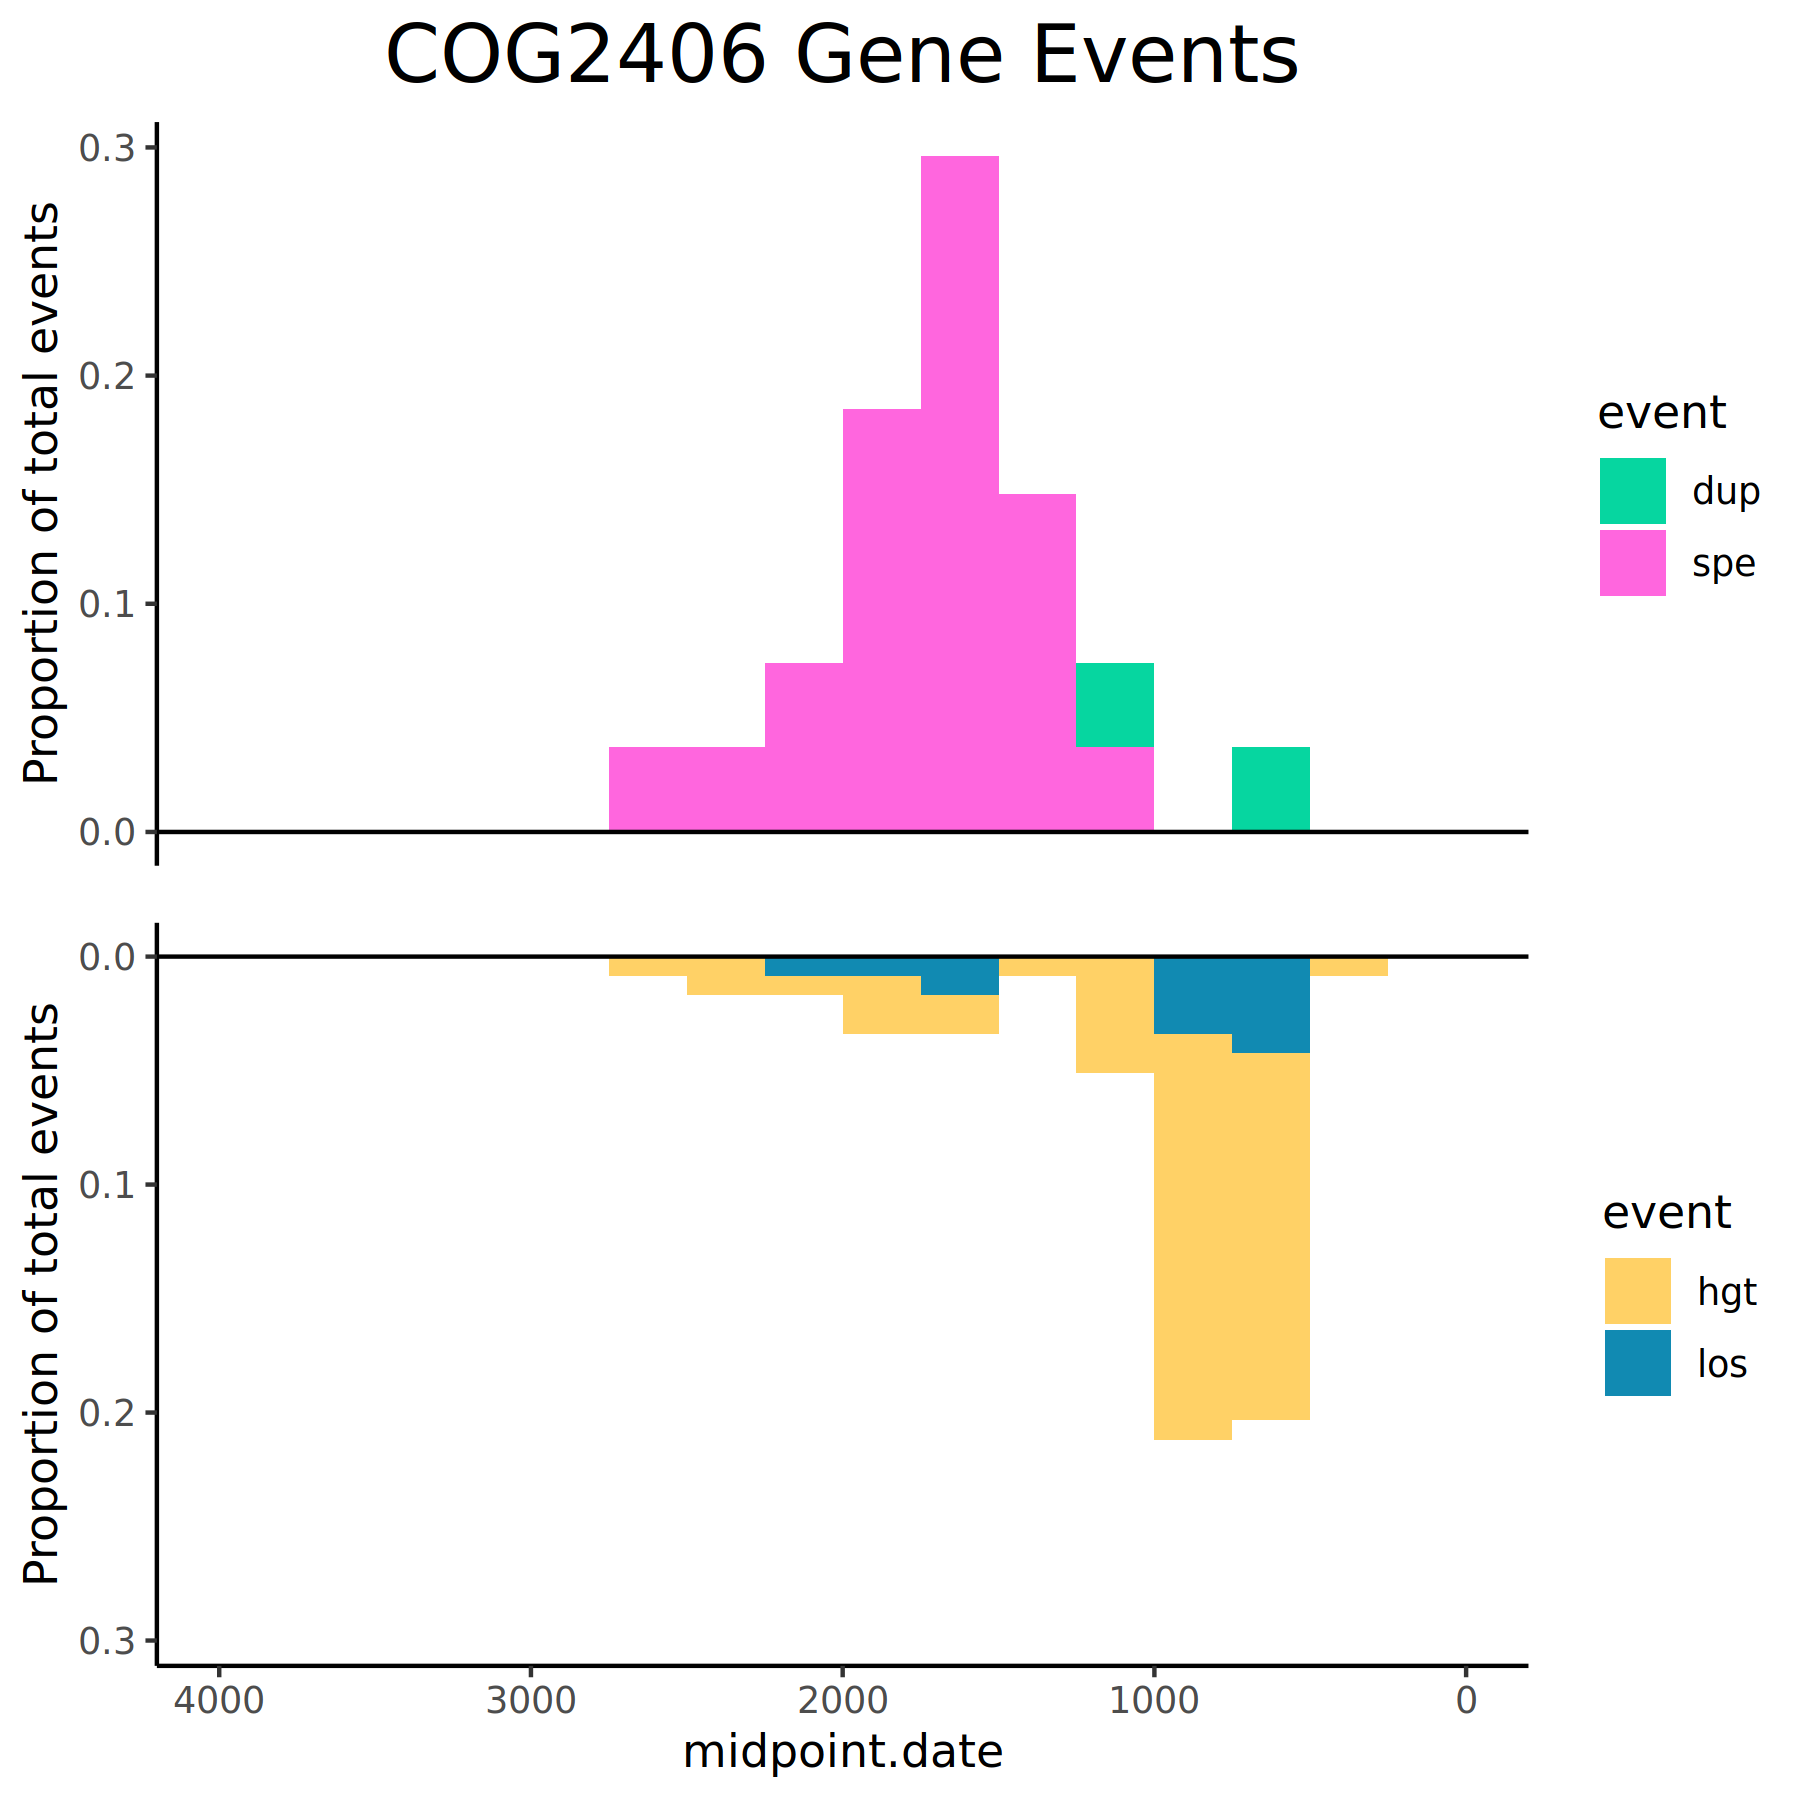 COG2406 Gene Events
Proportion of total events
0.3
0.2
0.1
0.0
event
dup
spe
Proportion of total events
0.0
0.1
0.2
0.3
event
hgt
los
4000 3000 2000 1000 0
midpoint.date